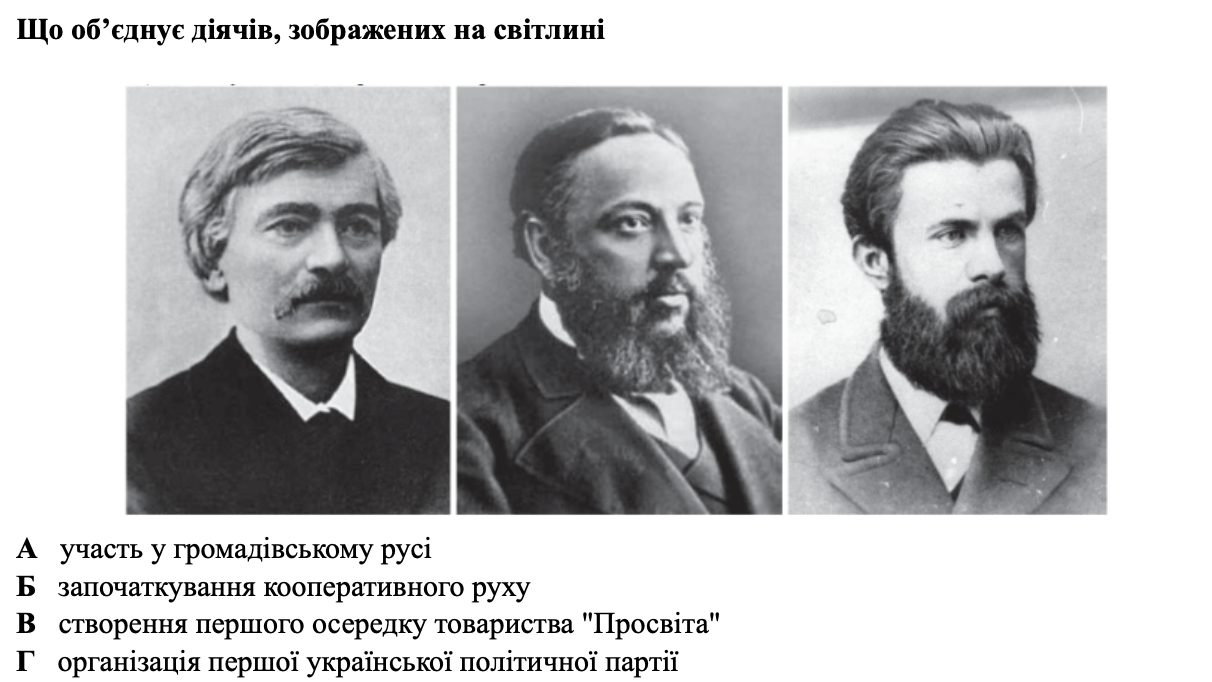 Що об’єднує діячів, зображених на світлині
А участь у громадівському русі
Б започаткування кооперативного руху
В створення першого осередку товариства "Просвіта"
Г організація першої української політичної партії